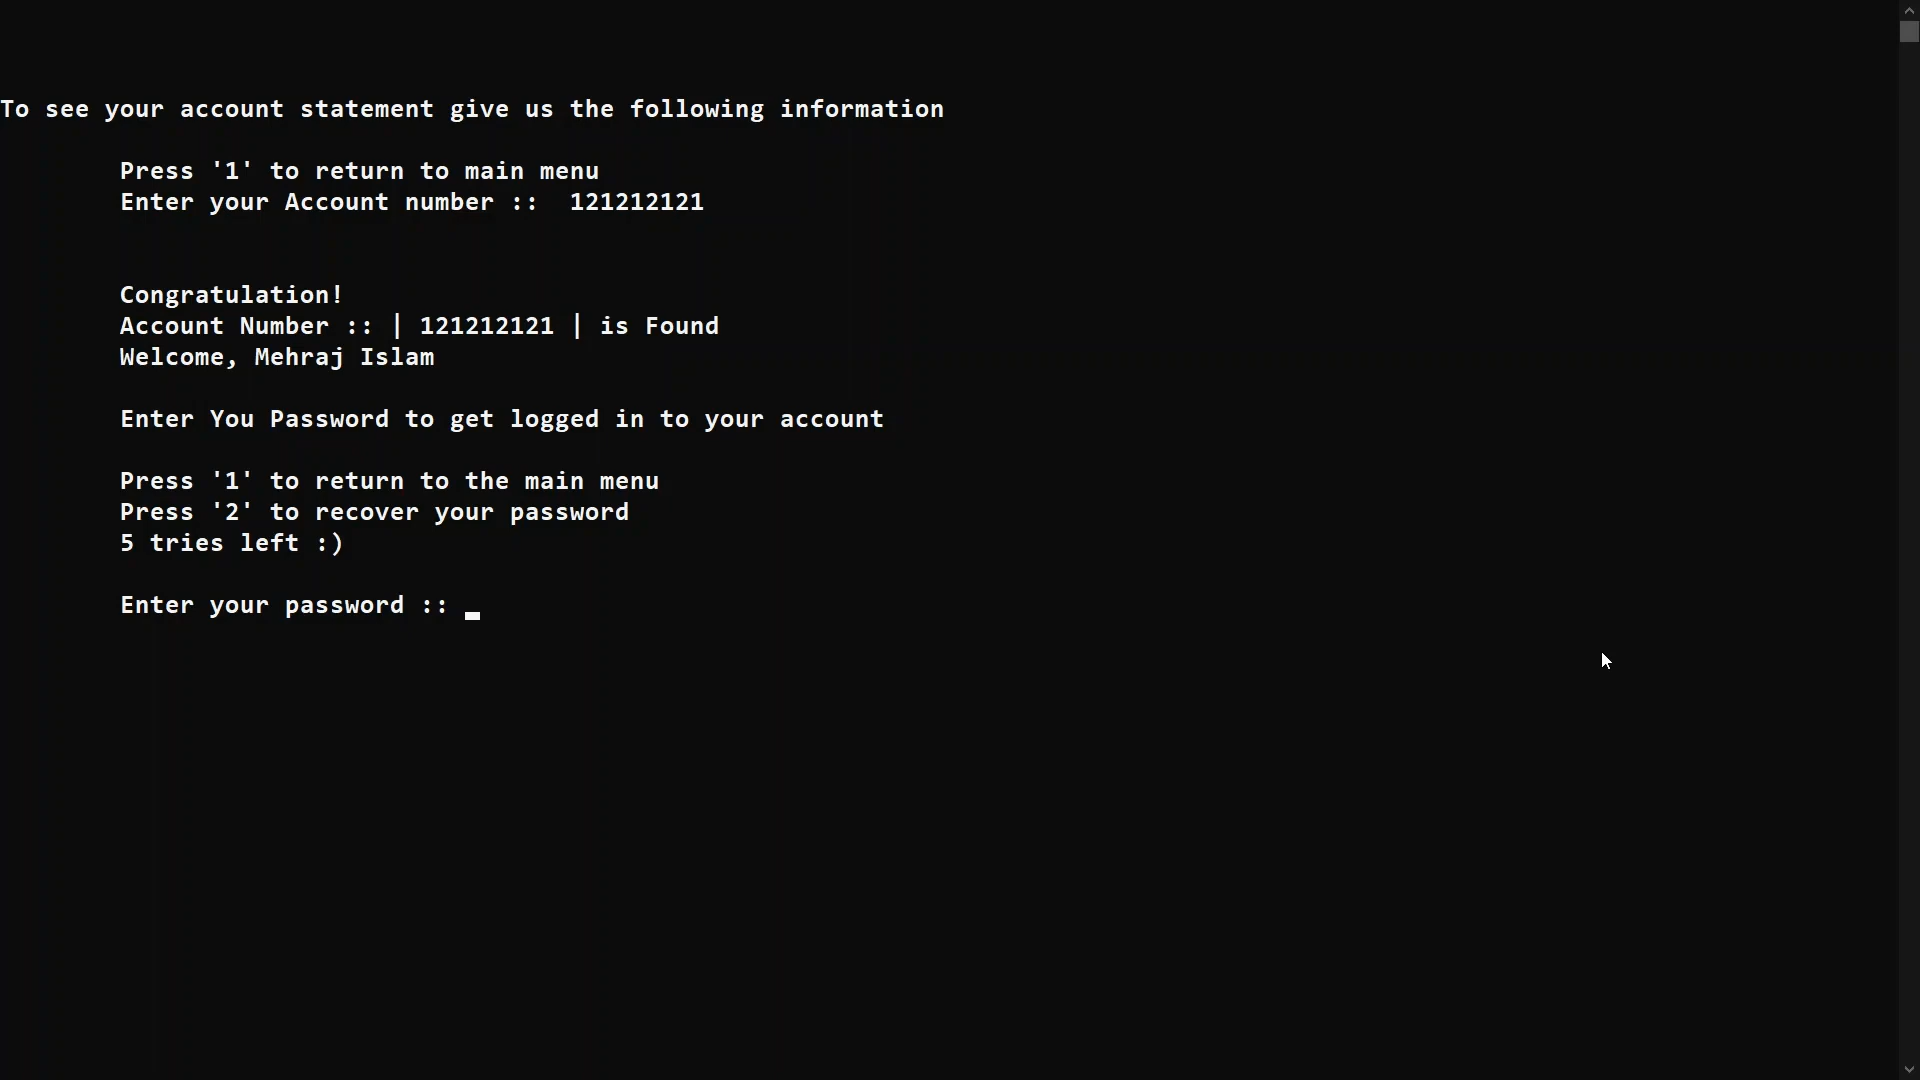 To see your account statement give us the following information
Press '1' to return to main menu
Enter your Account number ::  121212121
Congratulation!
Account Number :: | 121212121 | is Found
Welcome, Mehraj Islam
Enter You Password to get logged in to your account
Press '1' to return to the main menu
Press '2' to recover your password
5 tries left :)
Enter your password ::